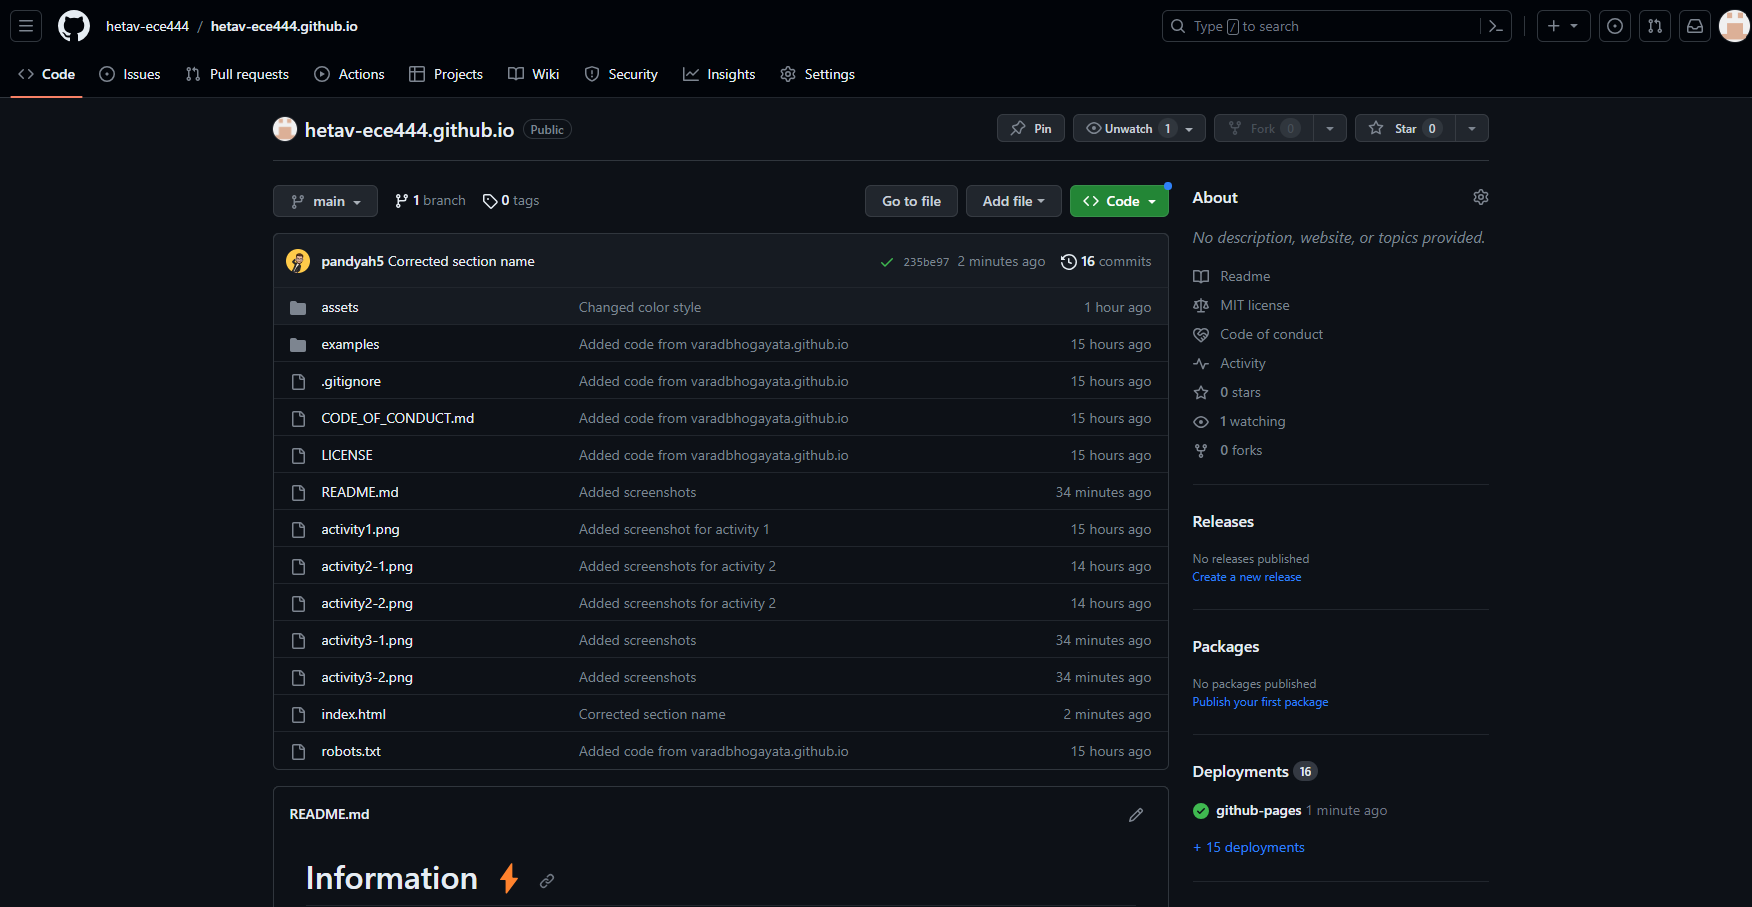 hetav-ece444 / hetav-ece444.github.io
Type / to search
Code Issues Pull requests Actions Projects Wiki Security Insights Settings
hetav-ece444.github.io Public
Pin Unwatch 1 Fork 0 Star 0
main 1 branch 0 tags Go to file Add file Code
pandyah5 Corrected section name 235be97 2 minutes ago 16 commits
assets Changed color style 1 hour ago
examples Added code from varadbhogayata.github.io 15 hours ago
.gitignore Added code from varadbhogayata.github.io 15 hours ago
CODE_OF_CONDUCT.md Added code from varadbhogayata.github.io 15 hours ago
LICENSE Added code from varadbhogayata.github.io 15 hours ago
README.md Added screenshots 34 minutes ago
activity1.png Added screenshot for activity 1 15 hours ago
activity2-1.png Added screenshots for activity 2 14 hours ago
activity2-2.png Added screenshots for activity 2 14 hours ago
activity3-1.png Added screenshots 34 minutes ago
activity3-2.png Added screenshots 34 minutes ago
index.html Corrected section name 2 minutes ago
robots.txt Added code from varadbhogayata.github.io 15 hours ago
README.md
Information
About
No description, website, or topics provided.
Readme
MIT license
Code of conduct
Activity
0 stars
1 watching
0 forks
Releases
No releases published
Create a new release
Packages
No packages published
Publish your first package
Deployments 16
github-pages 1 minute ago
+ 15 deployments